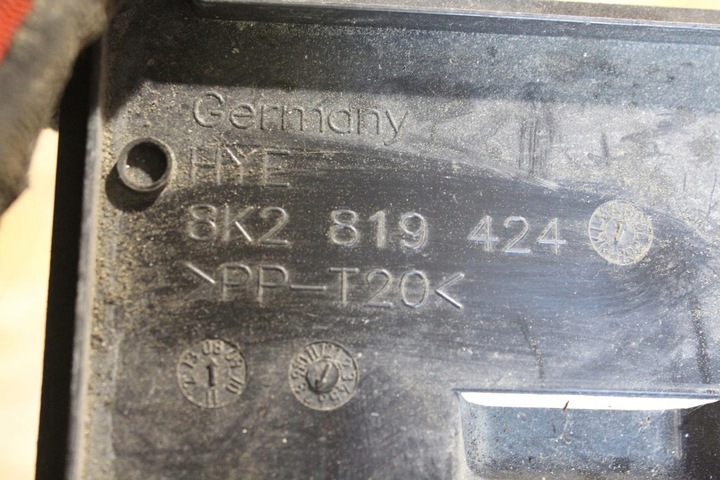 Germany
HYE
8K2 819 424
>PP-T20<